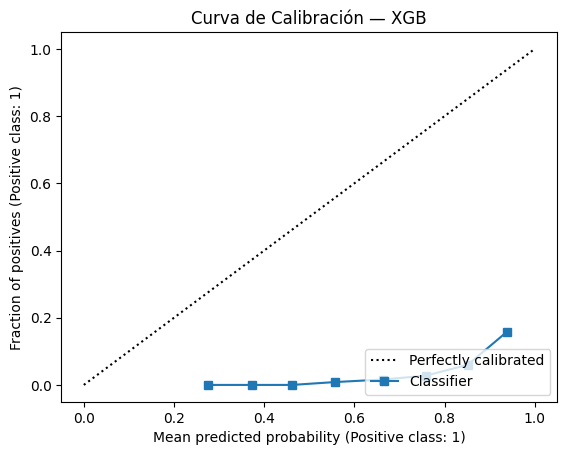 Curva de Calibración — XGB
Fraction of positives (Positive class: 1)
1.0
0.8
0.6
0.4
0.2
0.0
Perfectly calibrated
Classifier
0.0 0.2 0.4 0.6 0.8 1.0
Mean predicted probability (Positive class: 1)